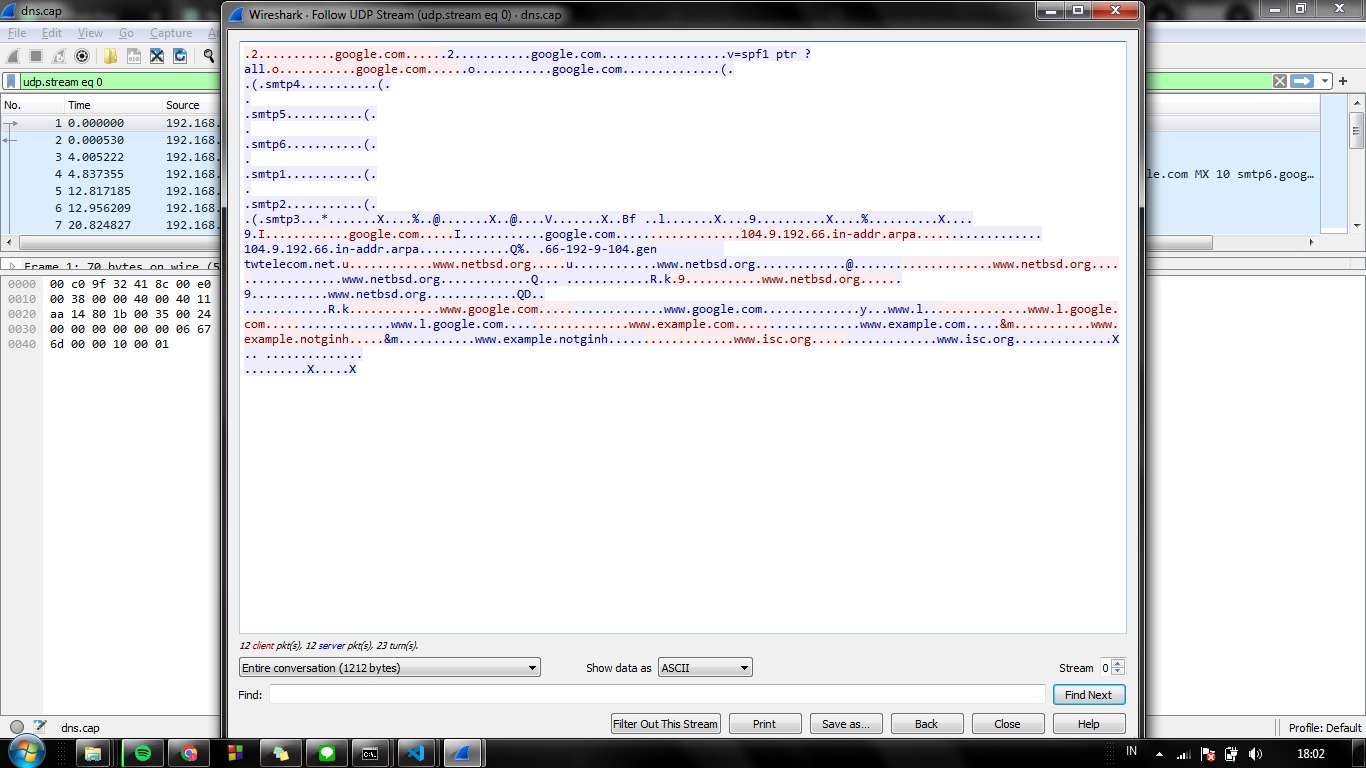 dns.cap
Wireshark · Follow UDP Stream (udp.stream eq 0) · dns.cap
File Edit View Go Capture
udp.stream eq 0
No. Time Source
1 0.000000 192.168.
2 0.000530 192.168.
3 4.005222 192.168.
4 4.837355 192.168.
5 12.817185 192.168.
6 12.956209 192.168.
7 20.824827 192.168.
le.com MX 10 smtp6.goog…
Frame 1: 70 bytes on wire (5
0000 00 c0 9f 32 41 8c 00 e0
0010 00 38 00 00 40 00 40 11
0020 aa 14 80 1b 00 35 00 24
0030 00 00 00 00 00 00 06 67
0040 6d 00 00 10 00 01
.2...........google.com......2...........google.com..................v=spf1 ptr ?
all.o...........google.com......o...........google.com..............(.
.(.smtp4...........(.
.
.smtp5...........(.
.
.smtp6...........(.
.
.smtp1...........(.
.
.smtp2...........(.
.(.smtp3...*.......X....%..@.......X..@....V.......X..Bf ..l.......X....9..........X....%..........X....
9.I............google.com.....I............google.com..................104.9.192.66.in-addr.arpa..................
104.9.192.66.in-addr.arpa.............Q%. .66-192-9-104.gen
twtelecom.net.u............www.netbsd.org.....u............www.netbsd.org.............@....... .............www.netbsd.org....
..............www.netbsd.org.............Q... ............R.k.9...........www.netbsd.org......
9...........www.netbsd.org.............QD..
............R.k.............www.google.com..................www.google.com..............y...www.l...............www.l.google.
com.................www.l.google.com..................www.example.com..................www.example.com.....&m...........www.
example.notginh.....&m...........www.example.notginh..................www.isc.org..................www.isc.org..............X
.. ..............
.........X.....X
12 client pkt(s), 12 server pkt(s), 23 turn(s).
Entire conversation (1212 bytes) Show data as ASCII Stream 0
Find: Find Next
Filter Out This Stream Print Save as... Back Close Help
dns.cap Profile: Default
IN 18:02